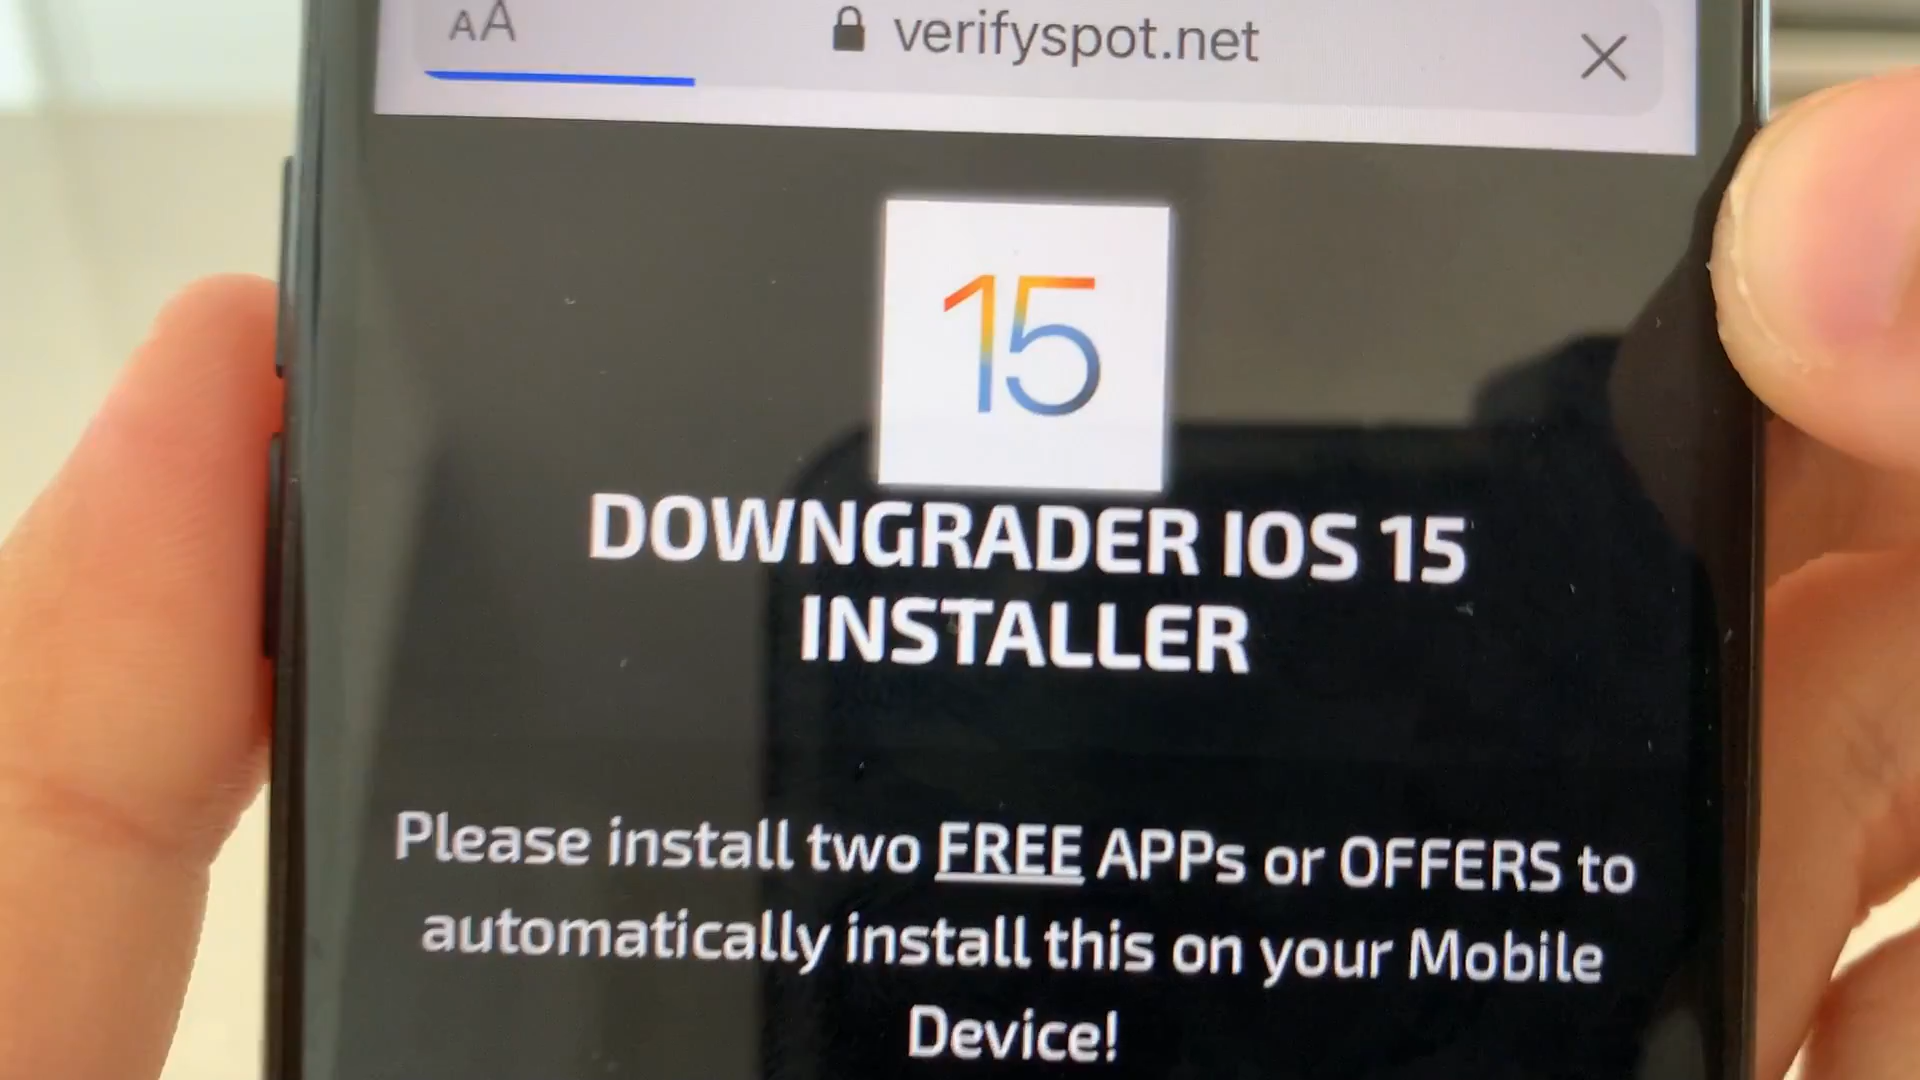 AA verifyspot.net
15
DOWNGRADER IOS 15
INSTALLER
Please install two FREE APPs or OFFERS to
automatically install this on your Mobile
Device!